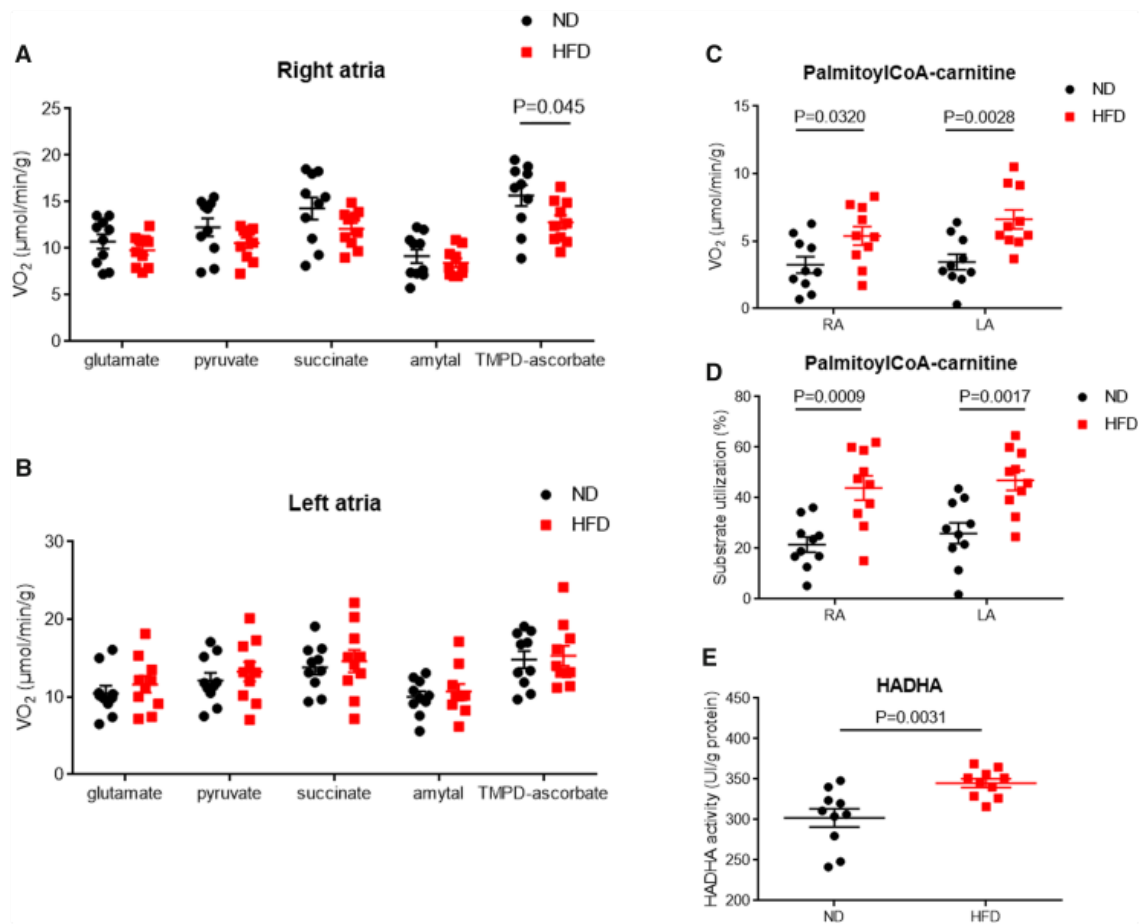 A
ND
HFD
Right atria
P=0.045
VO2 (µmol/min/g)
25
20
15
10
5
0
glutamate pyruvate succinate amytal TMPD-ascorbate
B
ND
HFD
Left atria
VO2 (µmol/min/g)
30
20
10
0
glutamate pyruvate succinate amytal TMPD-ascorbate
C
PalmitoylCoA-carnitine
ND
HFD
P=0.0320 P=0.0028
VO2 (µmol/min/g)
15
10
5
0
RA LA
D
PalmitoylCoA-carnitine
ND
HFD
P=0.0009 P=0.0017
Substrate utilization (%)
80
60
40
20
0
RA LA
E
HADHA
P=0.0031
HADHA activity (UI/g protein)
450
400
350
300
250
200
ND HFD